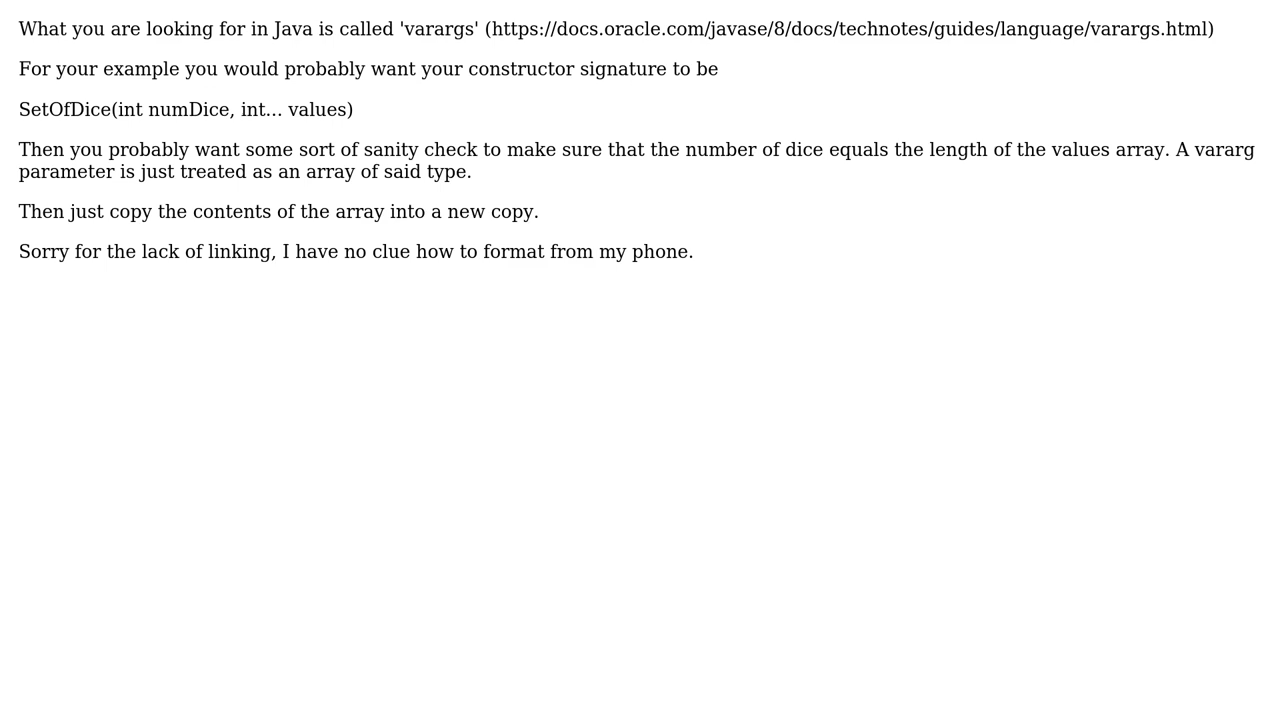 What you are looking for in Java is called 'varargs' (https://docs.oracle.com/javase/8/docs/technotes/guides/language/varargs.html)
For your example you would probably want your constructor signature to be
SetOfDice(int numDice, int... values)
Then you probably want some sort of sanity check to make sure that the number of dice equals the length of the values array. A vararg
parameter is just treated as an array of said type.
Then just copy the contents of the array into a new copy.
Sorry for the lack of linking, I have no clue how to format from my phone.